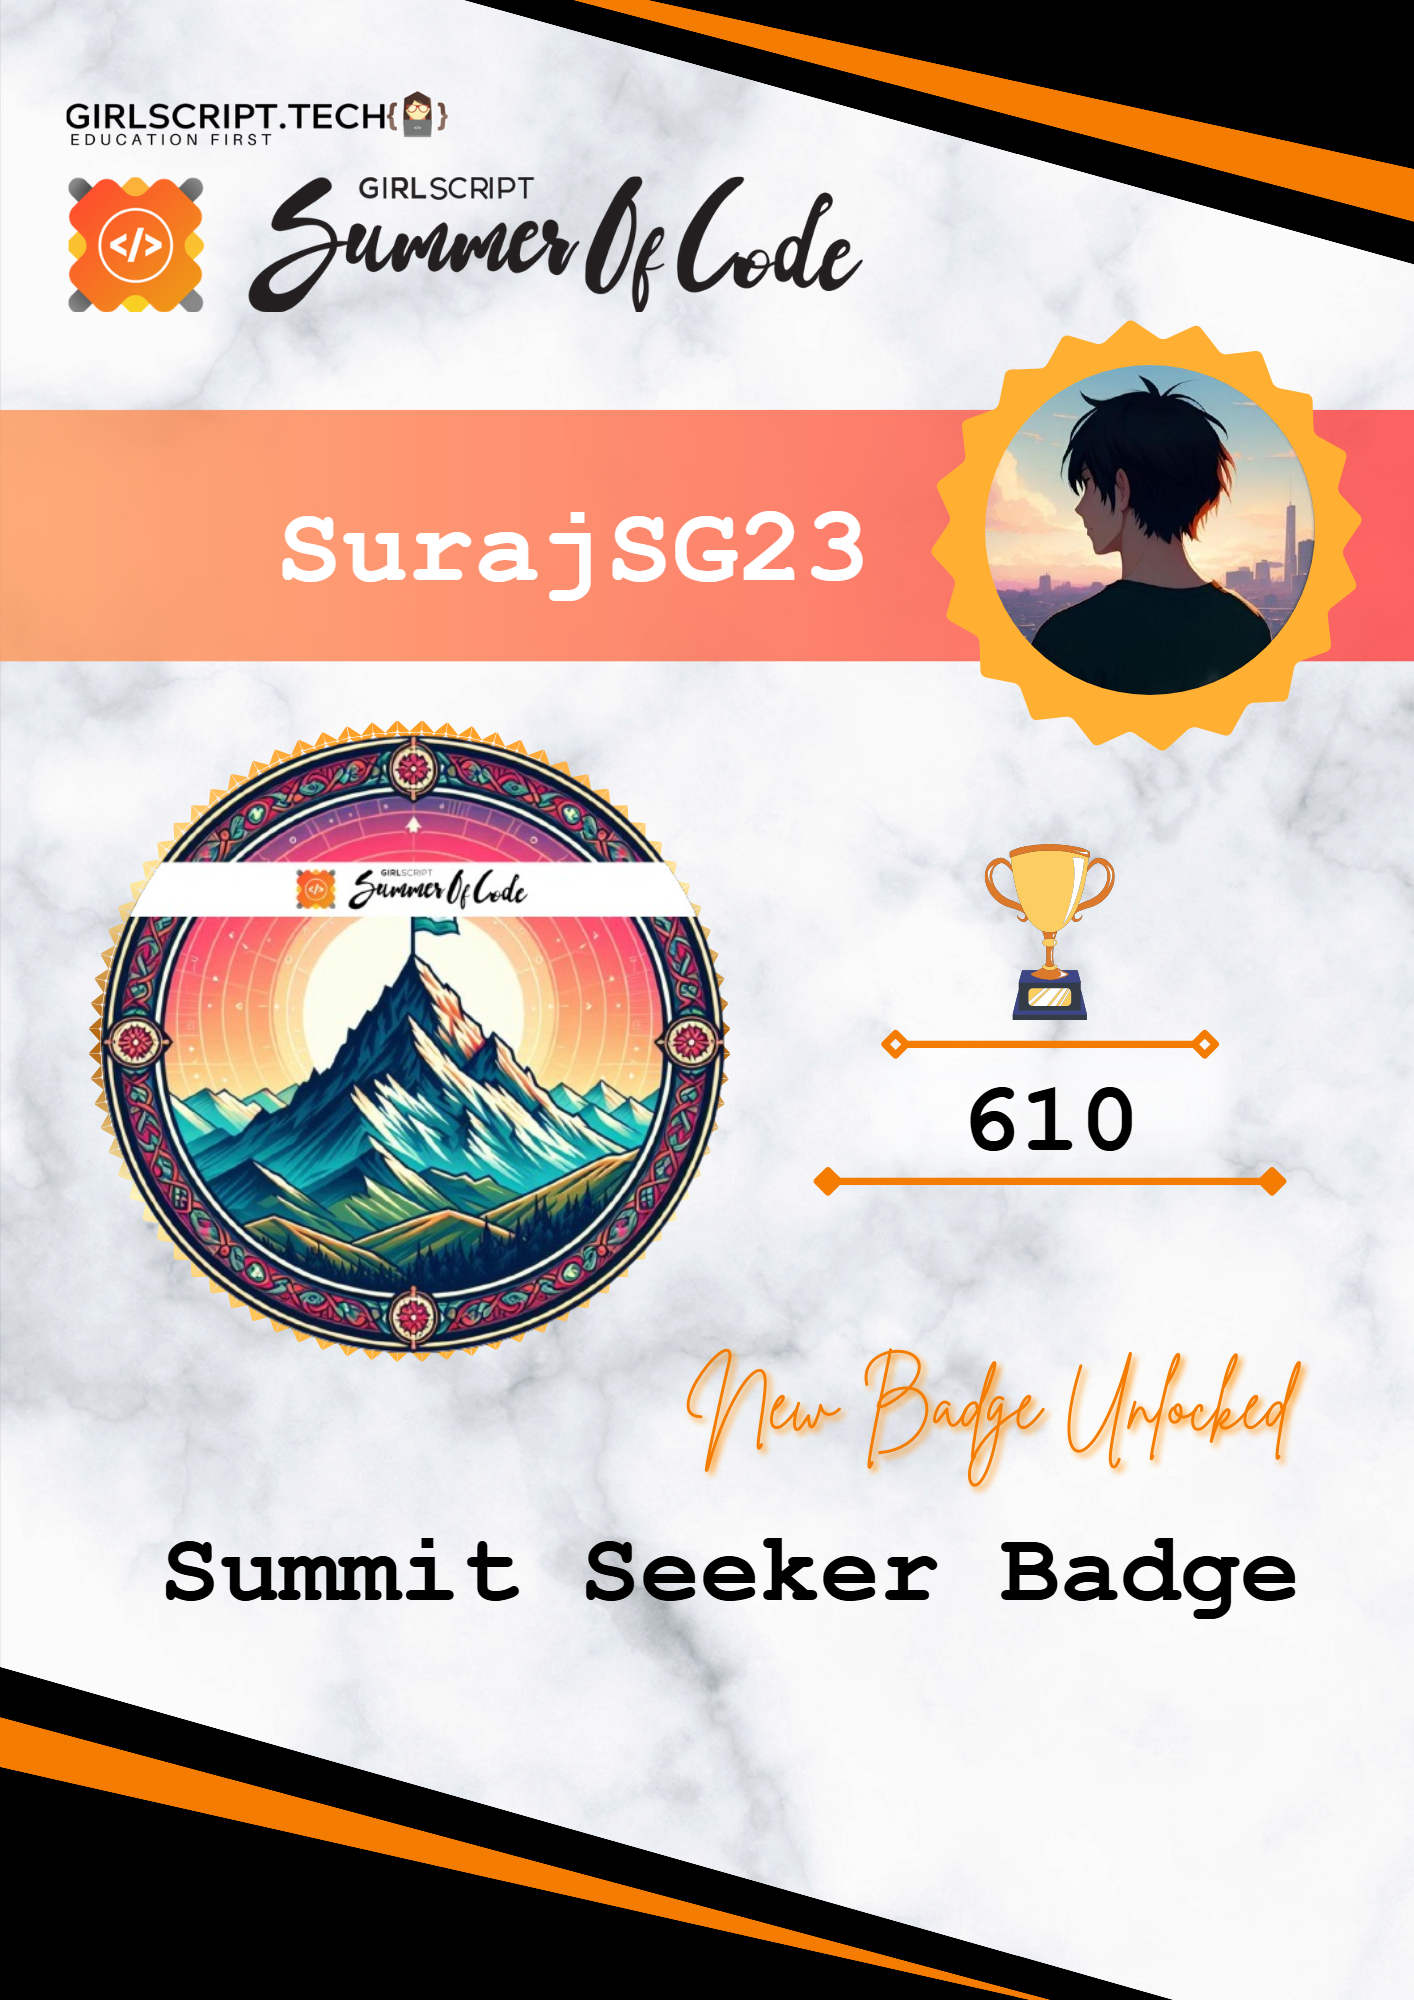 GIRLSCRIPT.TECH{ }
EDUCATION FIRST
GIRLSCRIPT
Summer Of Code
</>
SurajSG23
GIRLSCRIPT
</> Summer Of Code
610
New Badge Unlocked
Summit Seeker Badge